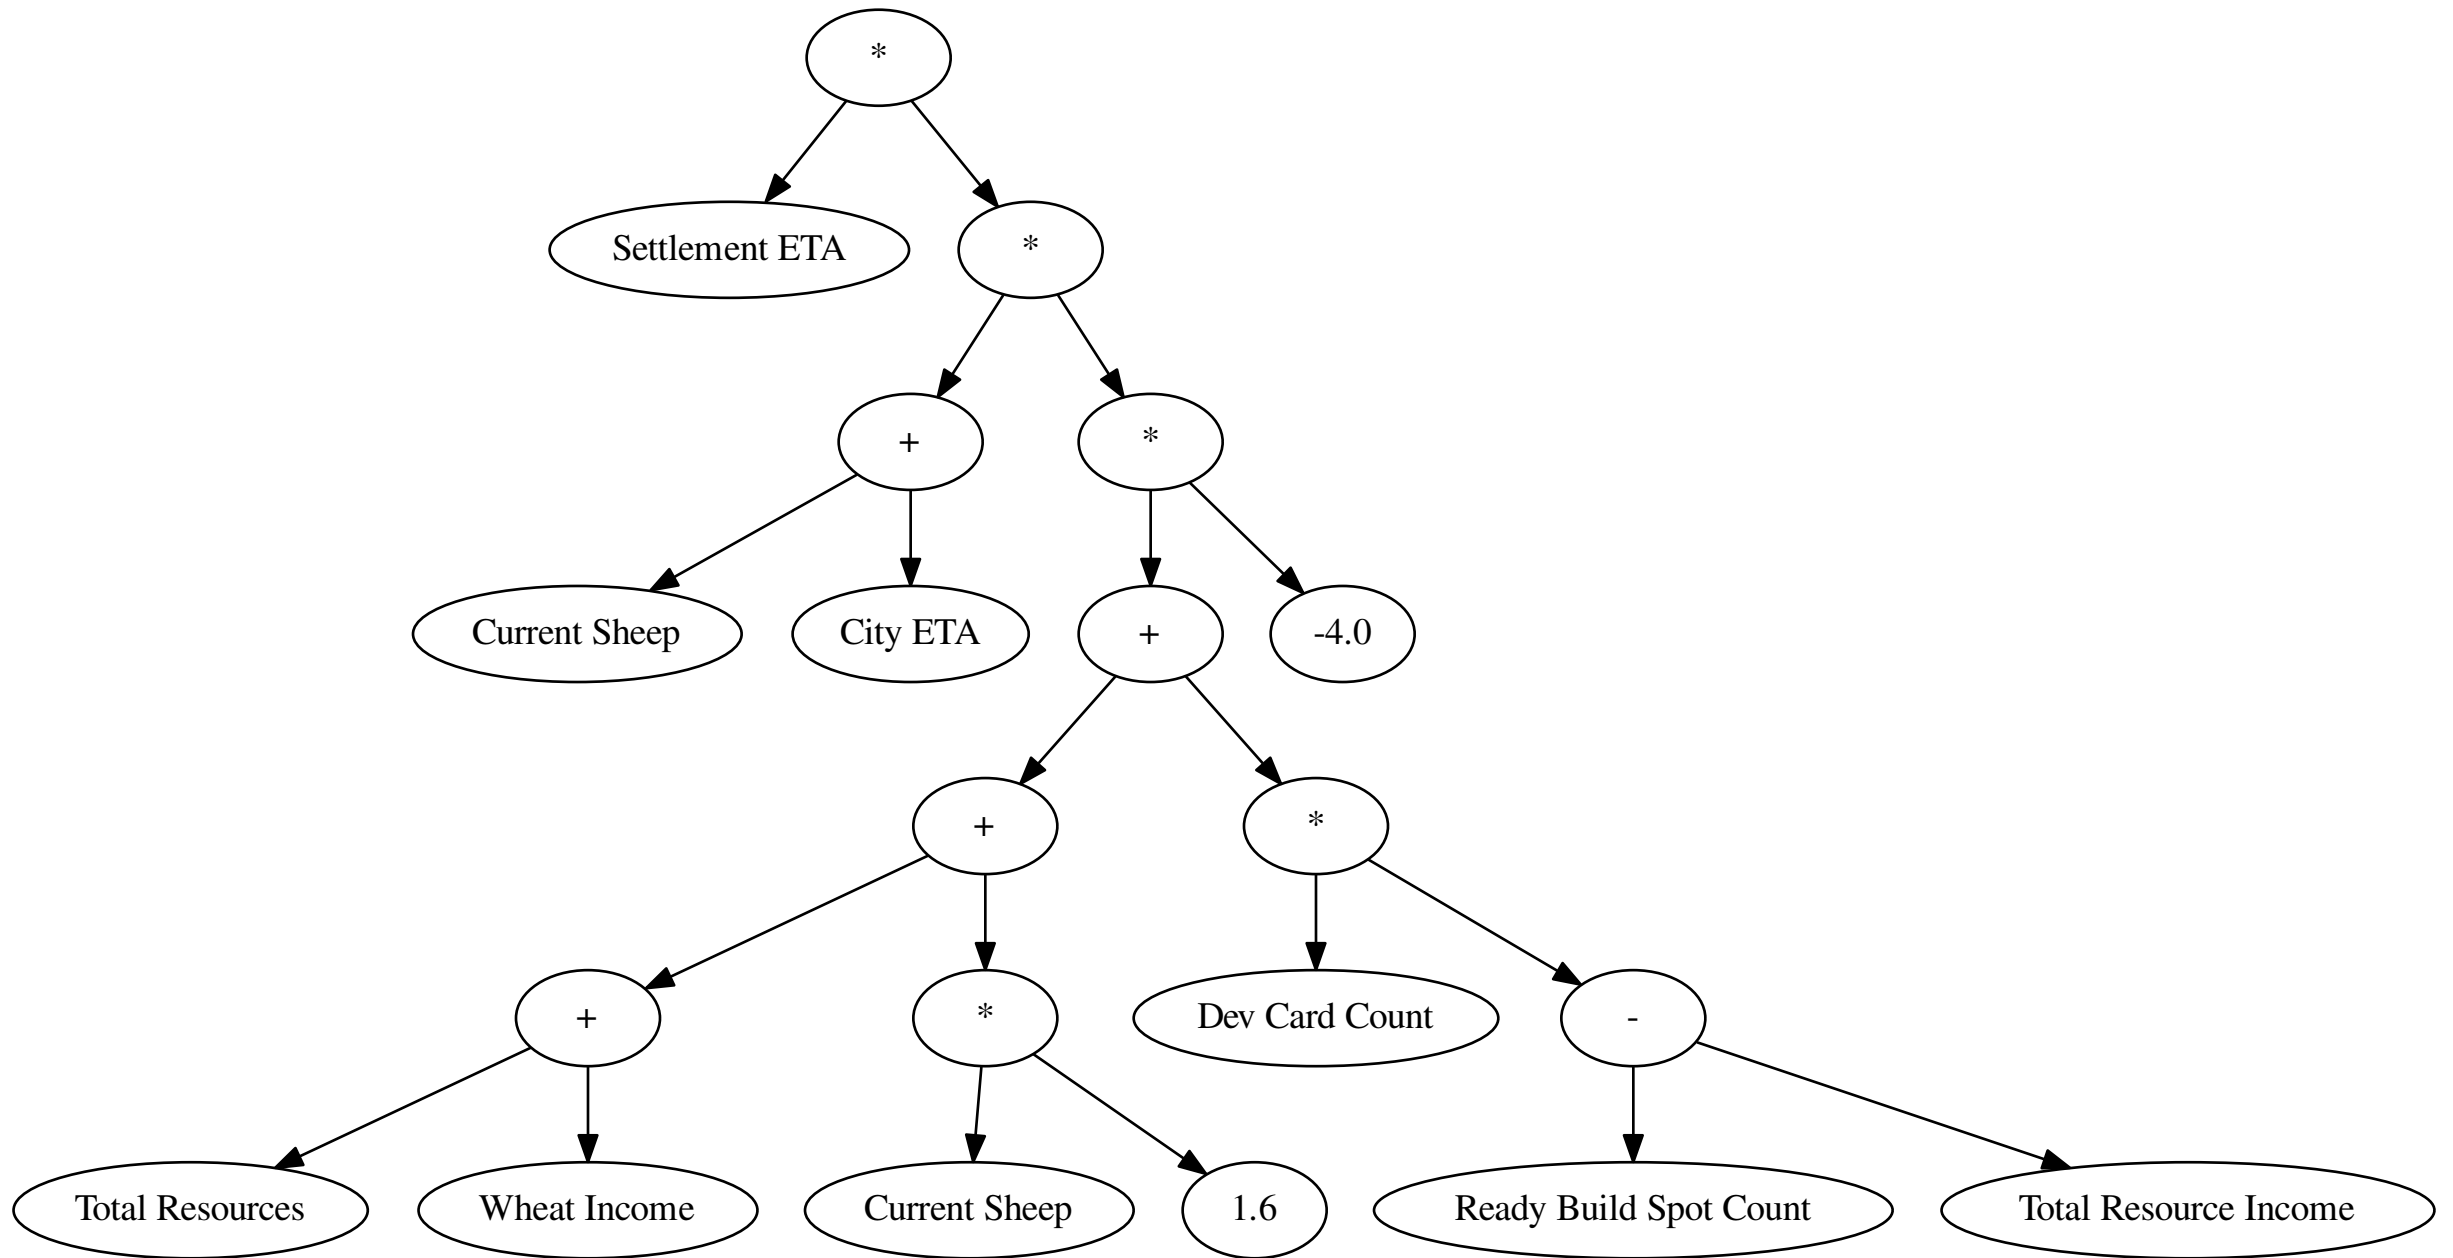 *
Settlement ETA
*
+
*
Current Sheep
City ETA
+
-4.0
+
*
+
*
Dev Card Count
-
Total Resources
Wheat Income
Current Sheep
1.6
Ready Build Spot Count
Total Resource Income